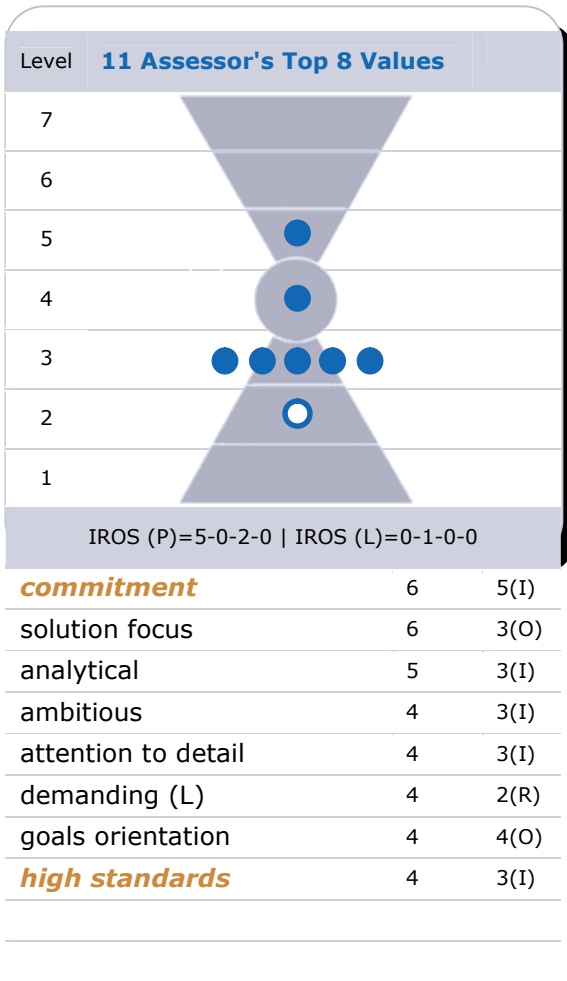 Level 11 Assessor's Top 8 Values
7
6
5
4
3
2
1
IROS (P)=5-0-2-0 | IROS (L)=0-1-0-0
commitment 6 5(I)
solution focus 6 3(O)
analytical 5 3(I)
ambitious 4 3(I)
attention to detail 4 3(I)
demanding (L) 4 2(R)
goals orientation 4 4(O)
high standards 4 3(I)